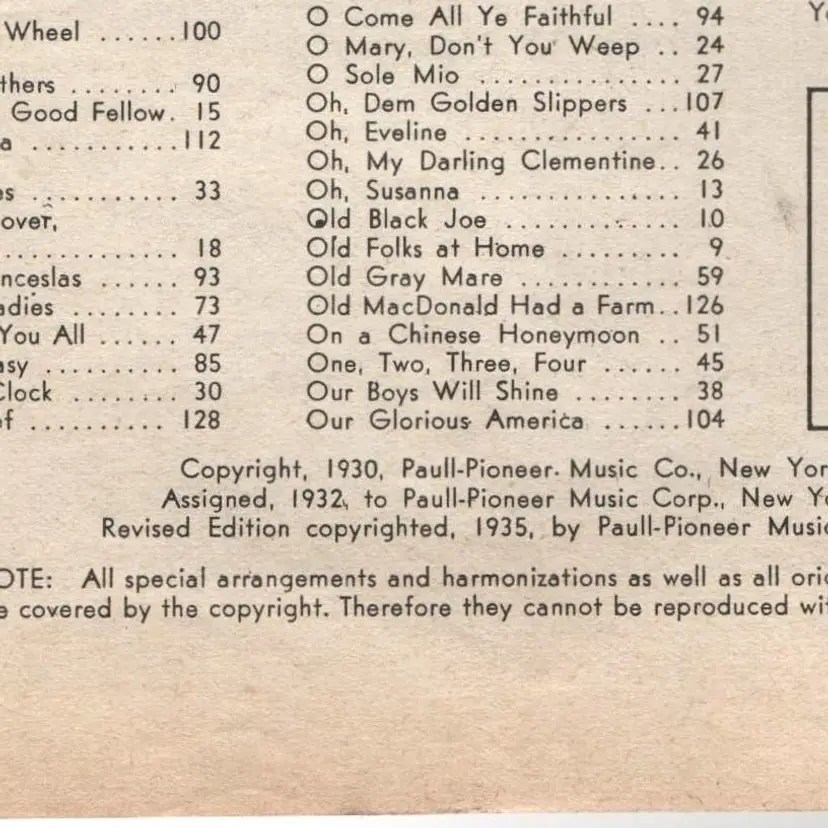 Wheel ......100
thers ........ 90
Good Fellow. 15
a ...........112
es ........... 33
over,
............. 18
nceslas ...... 93
adies ........ 73
You All ...... 47
asy .......... 85
Clock ........ 30
of .......... 128
O Come All Ye Faithful .... 94
O Mary, Don't You Weep .. 24
O Sole Mio ............... 27
Oh, Dem Golden Slippers ...107
Oh, Eveline ................ 41
Oh, My Darling Clementine.. 26
Oh, Susanna ............... 13
Old Black Joe ............. 10
Old Folks at Home ......... 9
Old Gray Mare ............ 59
Old MacDonald Had a Farm..126
On a Chinese Honeymoon .. 51
One, Two, Three, Four ...... 45
Our Boys Will Shine ........ 38
Our Glorious America ......104
Copyright, 1930, Paull-Pioneer Music Co., New Yor
Assigned, 1932, to Paull-Pioneer Music Corp., New Yo
Revised Edition copyrighted, 1935, by Paull-Pioneer Music
OTE: All special arrangements and harmonizations as well as all ori
e covered by the copyright. Therefore they cannot be reproduced wit